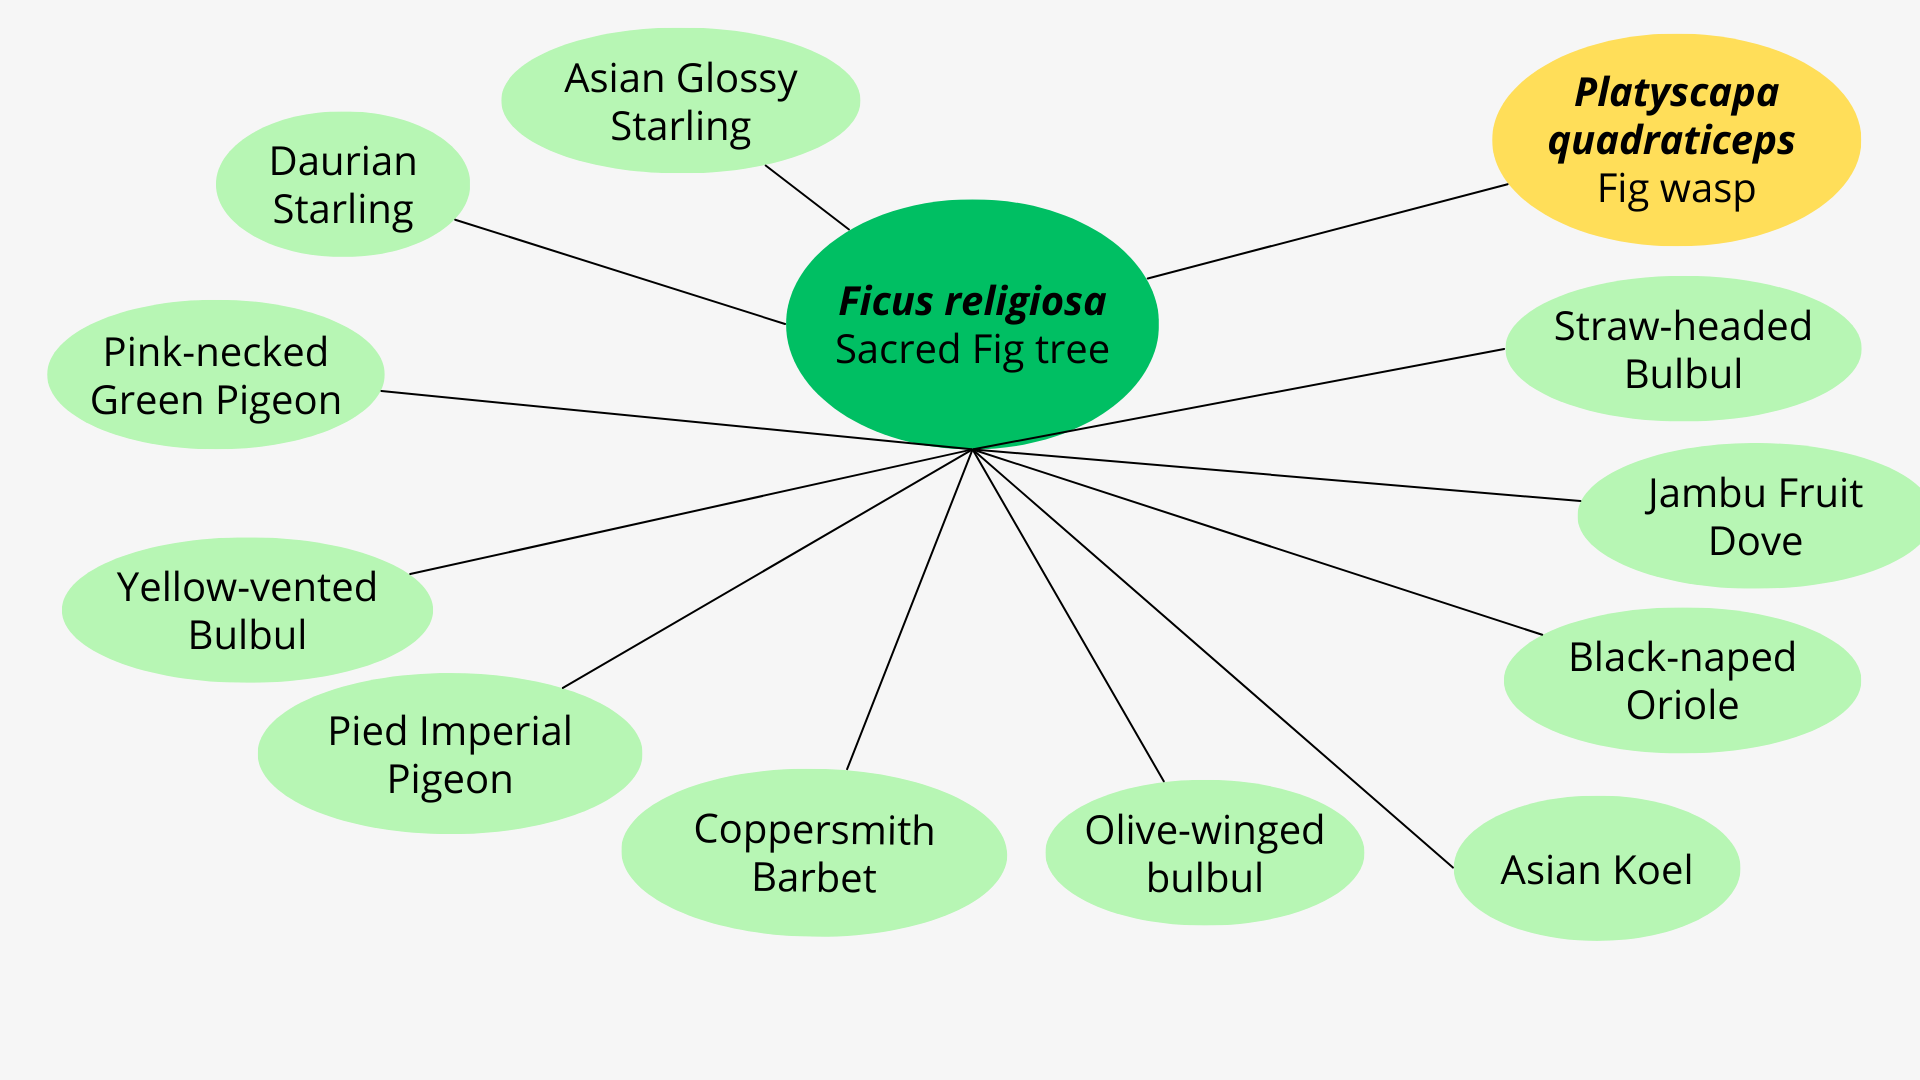 Asian Glossy
Starling
Platyscapa
quadraticeps
Fig wasp
Daurian
Starling
Ficus religiosa
Sacred Fig tree
Straw-headed
Bulbul
Pink-necked
Green Pigeon
Jambu Fruit
Dove
Yellow-vented
Bulbul
Black-naped
Oriole
Pied Imperial
Pigeon
Coppersmith
Barbet
Olive-winged
bulbul
Asian Koel